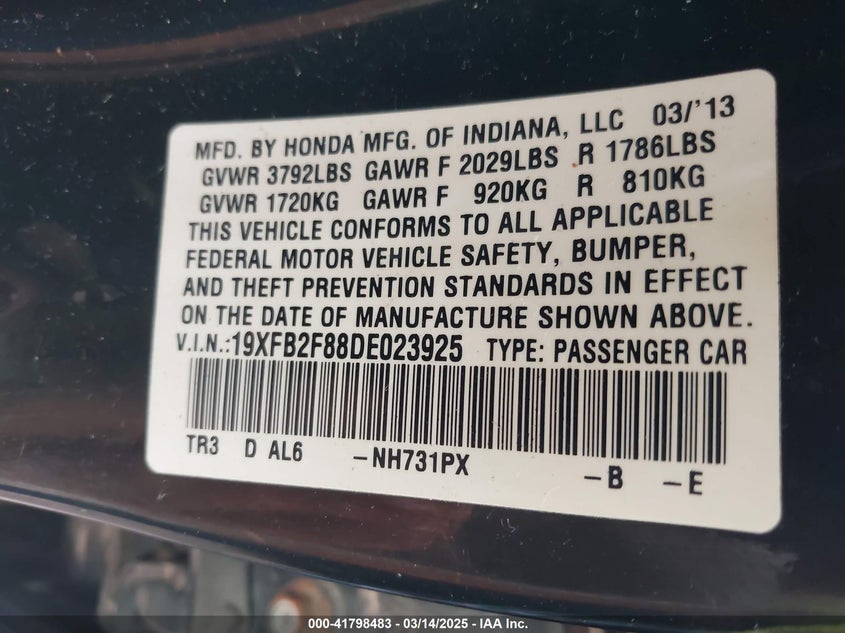 MFD. BY HONDA MFG. OF INDIANA, LLC 03/'13
GVWR 3792LBS GAWR F 2029LBS R 1786LBS
GVWR 1720KG GAWR F 920KG R 810KG
THIS VEHICLE CONFORMS TO ALL APPLICABLE
FEDERAL MOTOR VEHICLE SAFETY, BUMPER,
AND THEFT PREVENTION STANDARDS IN EFFECT
ON THE DATE OF MANUFACTURE SHOWN ABOVE.
V.I.N.:19XFB2F88DE023925 TYPE: PASSENGER CAR
TR3 D AL6 -NH731PX -B -E
000-41798483 - 03/14/2025 - IAA Inc.